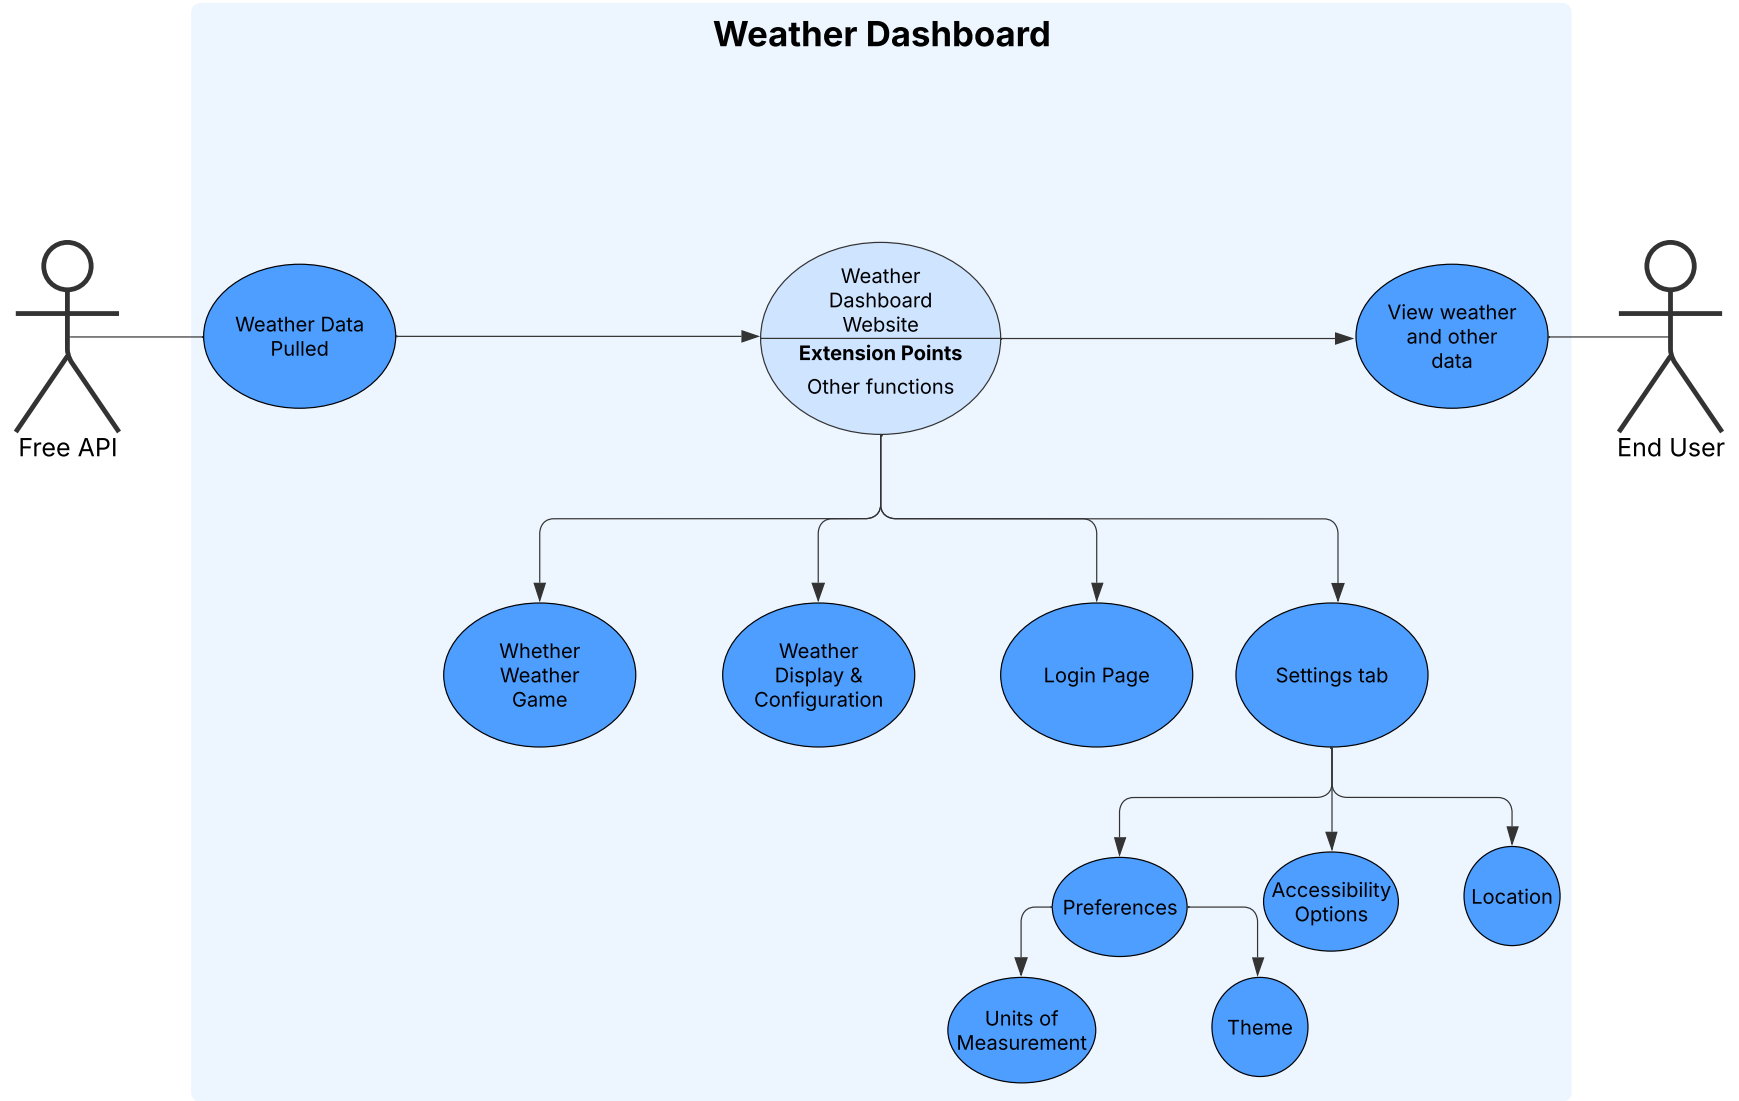 Weather Dashboard
Weather Data
Pulled
Weather
Dashboard
Website
Extension Points
Other functions
View weather
and other
data
Free API
End User
Whether
Weather
Game
Weather
Display &
Configuration
Login Page
Settings tab
Preferences
Accessibility
Options
Location
Units of
Measurement
Theme